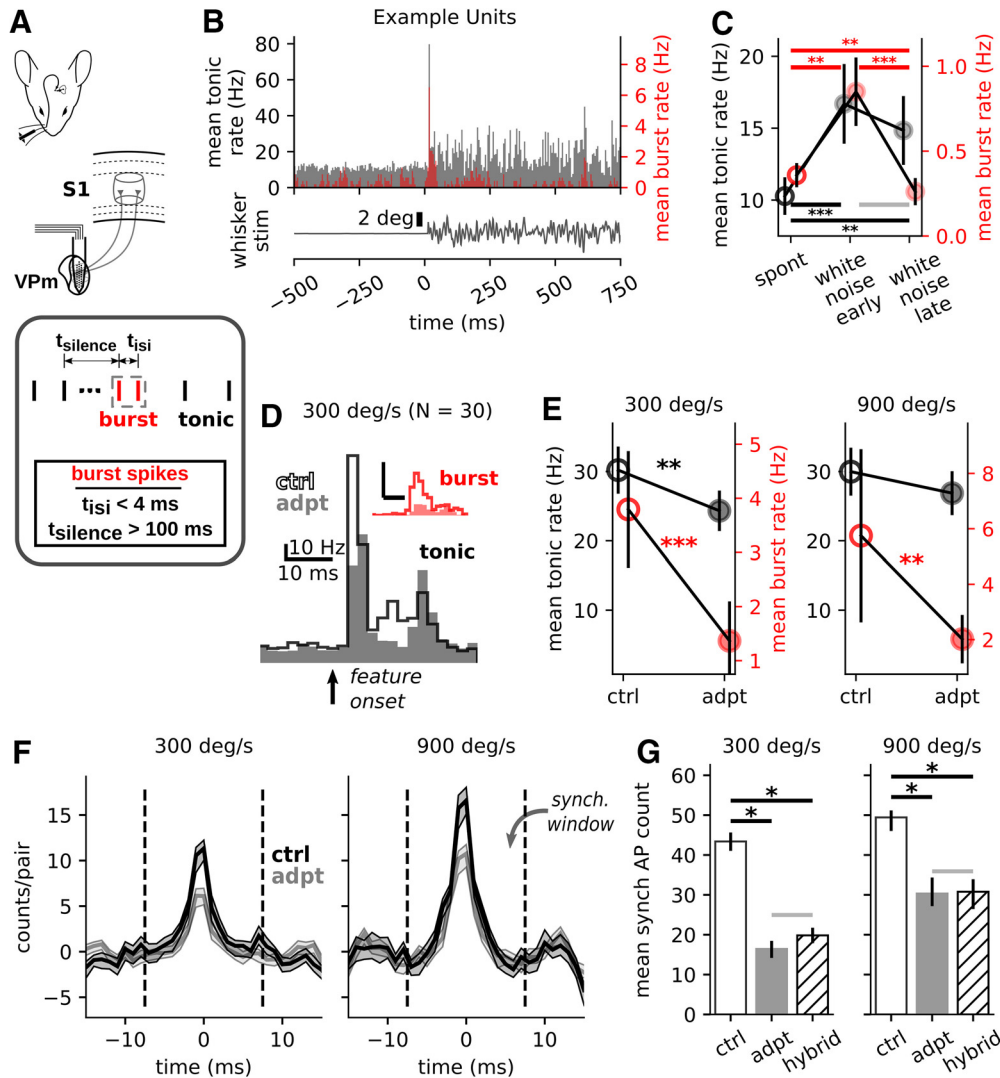 A
S1
VPm
t silence
t isi
...
burst
tonic
burst spikes
t isi < 4 ms
t silence > 100 ms
B
Example Units
mean tonic
rate (Hz)
80
60
40
20
0
8
6
4
2
0
mean burst rate (Hz)
whisker
stim
2 deg
−500
−250
0
250
500
750
time (ms)
C
mean tonic rate (Hz)
20
15
10
**
**
***
***
**
1.0
0.5
0.0
mean burst rate (Hz)
spont
white
noise
early
white
noise
late
D
300 deg/s (N = 30)
ctrl
adpt
burst
10 Hz
10 ms
tonic
feature
onset
E
300 deg/s
mean tonic rate (Hz)
30
20
10
**
***
5
4
3
2
1
mean burst rate (Hz)
ctrl
adpt
900 deg/s
30
20
10
**
8
6
4
2
ctrl
adpt
F
300 deg/s
counts/pair
15
10
5
0
−5
ctrl
adpt
−10
0
10
time (ms)
900 deg/s
synch.
window
−10
0
10
time (ms)
G
300 deg/s
mean synch AP count
60
50
40
30
20
10
0
*
*
ctrl
adpt
hybrid
900 deg/s
*
*
ctrl
adpt
hybrid